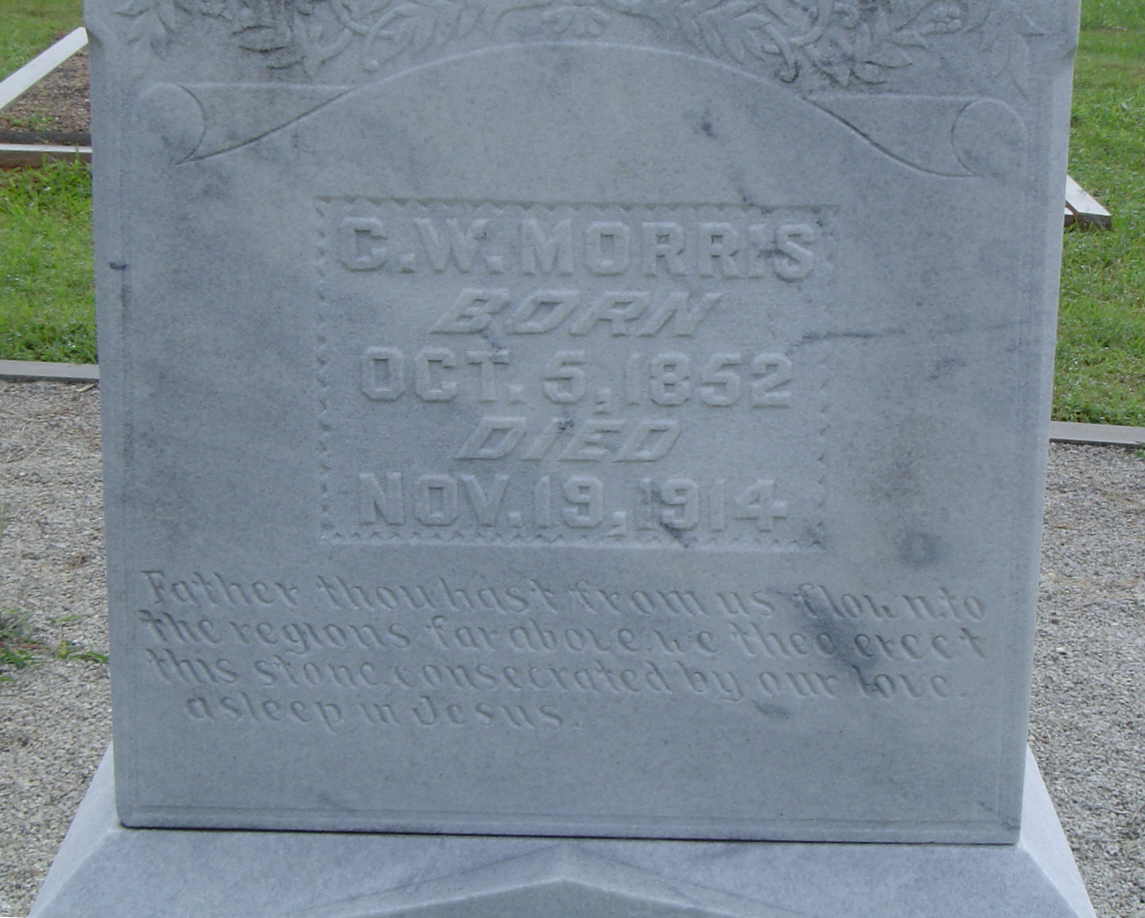 C.W. MORRIS
BORN
OCT. 5, 1852
DIED
NOV. 19, 1914
Father thou hast from us flown to
the regions far above. we thee erect
this stone consecrated by our love.
asleep in Jesus.